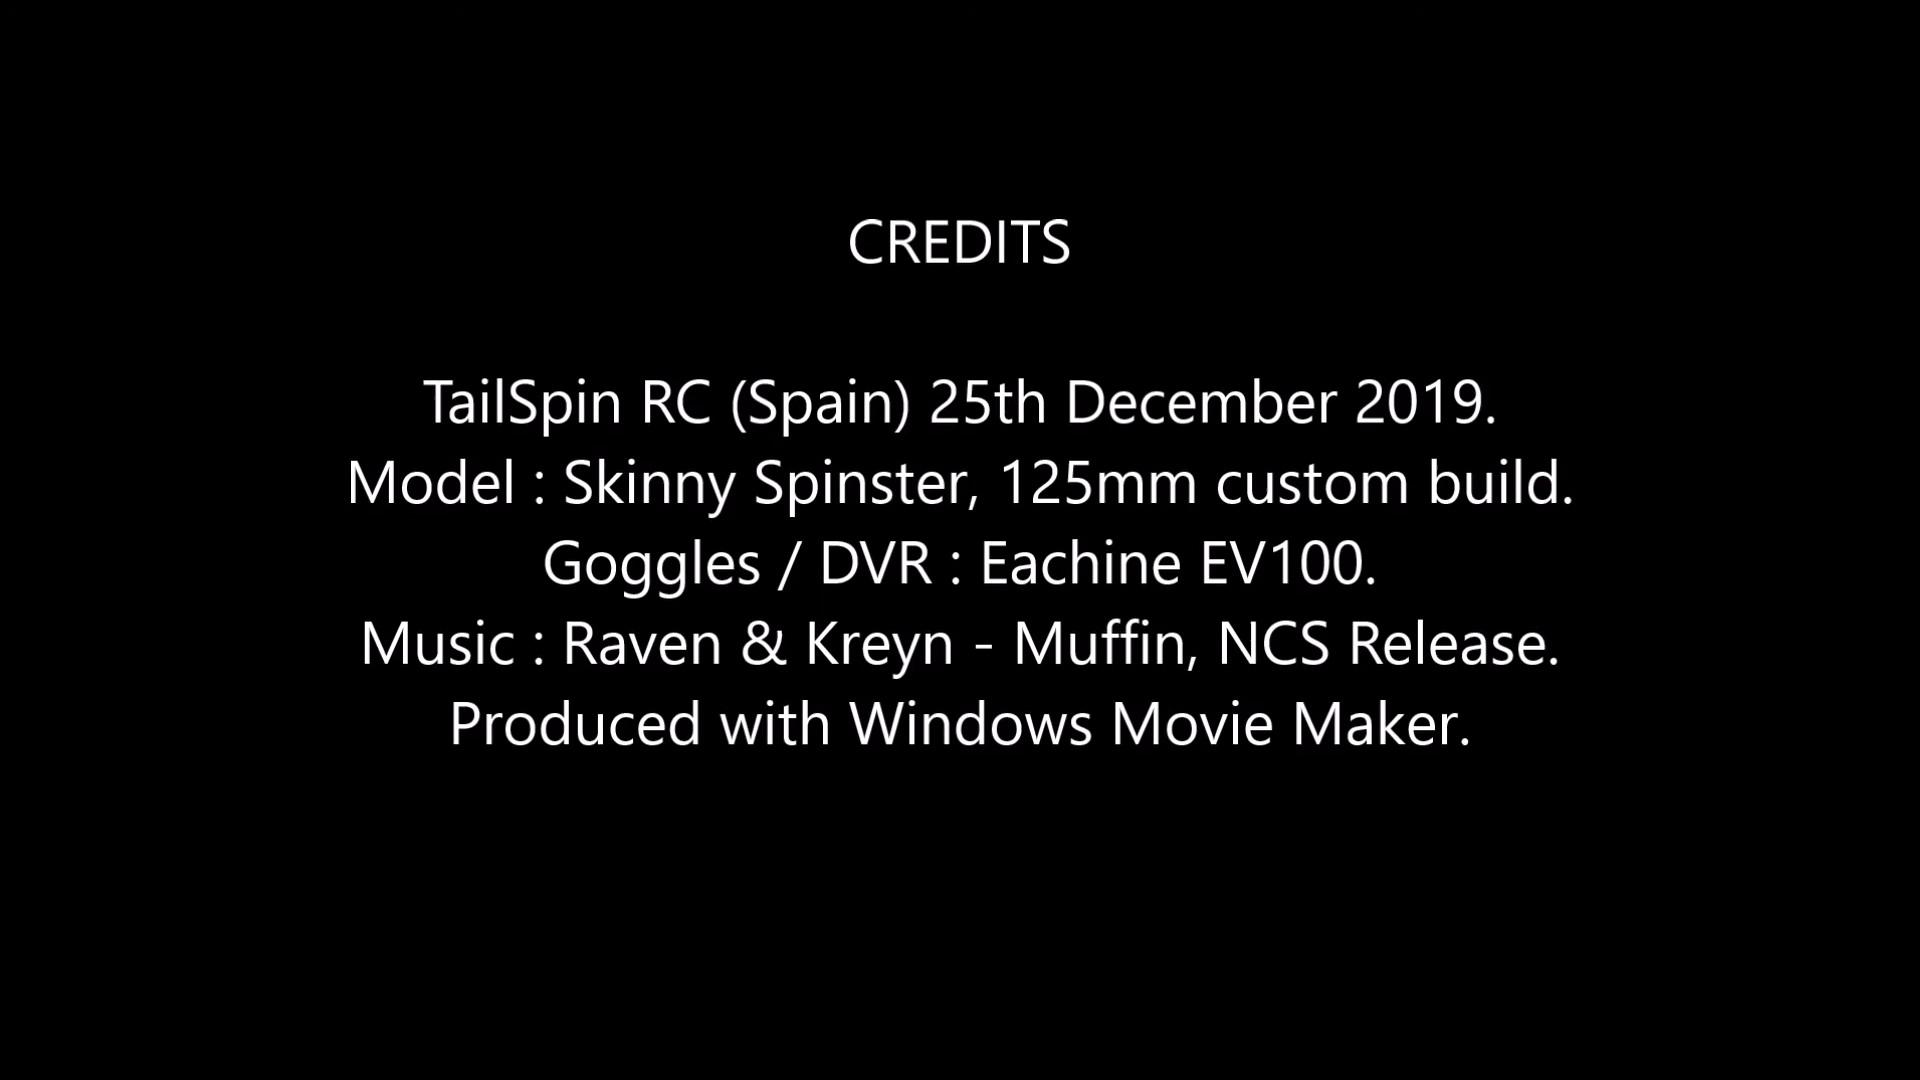 CREDITS
TailSpin RC (Spain) 25th December 2019.
Model : Skinny Spinster, 125mm custom build.
Goggles / DVR : Eachine EV100.
Music : Raven & Kreyn - Muffin, NCS Release.
Produced with Windows Movie Maker.